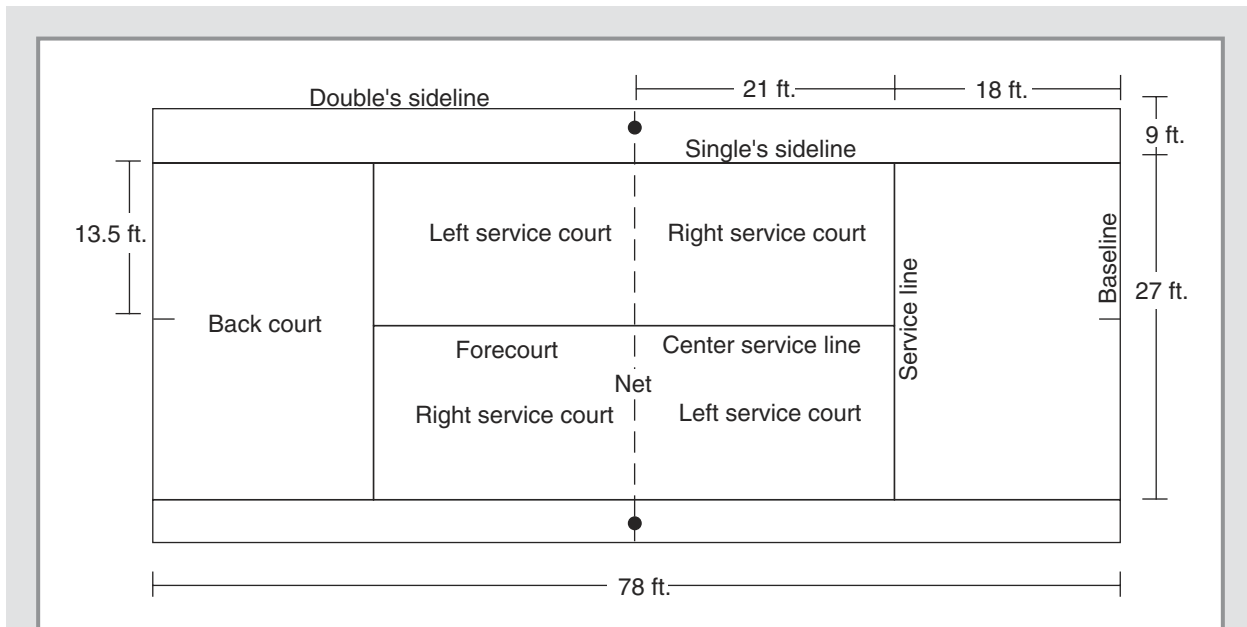 21 ft.
18 ft.
Double's sideline
9 ft.
Single's sideline
13.5 ft.
Left service court
Right service court
Baseline
Service line
27 ft.
Back court
Forecourt
Center service line
Net
Right service court
Left service court
78 ft.